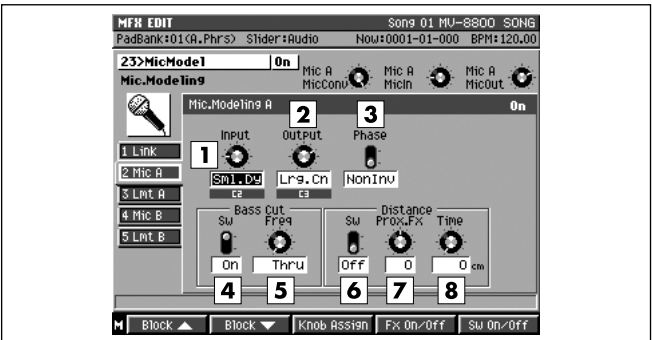 MFX EDIT Song 01 MV-8800 SONG
PadBank:01(A.Phrs) Slider:Audio Now:0001-01-000 BPM:120.00
23>MicModel On
Mic.Modeling
Mic A MicConv
Mic A MicIn
Mic A MicOut
Mic.Modeling A On
2 3
Input Output Phase
1
Sml.Dy Lrg.Cn NonInv
C2 C3
1 Link
2 Mic A
3 Lmt A
4 Mic B
5 Lmt B
Bass Cut Distance
Sw Freq Sw Prox.Fx Time
On Thru Off 0 0 cm
4 5 6 7 8
M Block ▲ Block ▼ Knob Assign Fx On/Off Sw On/Off